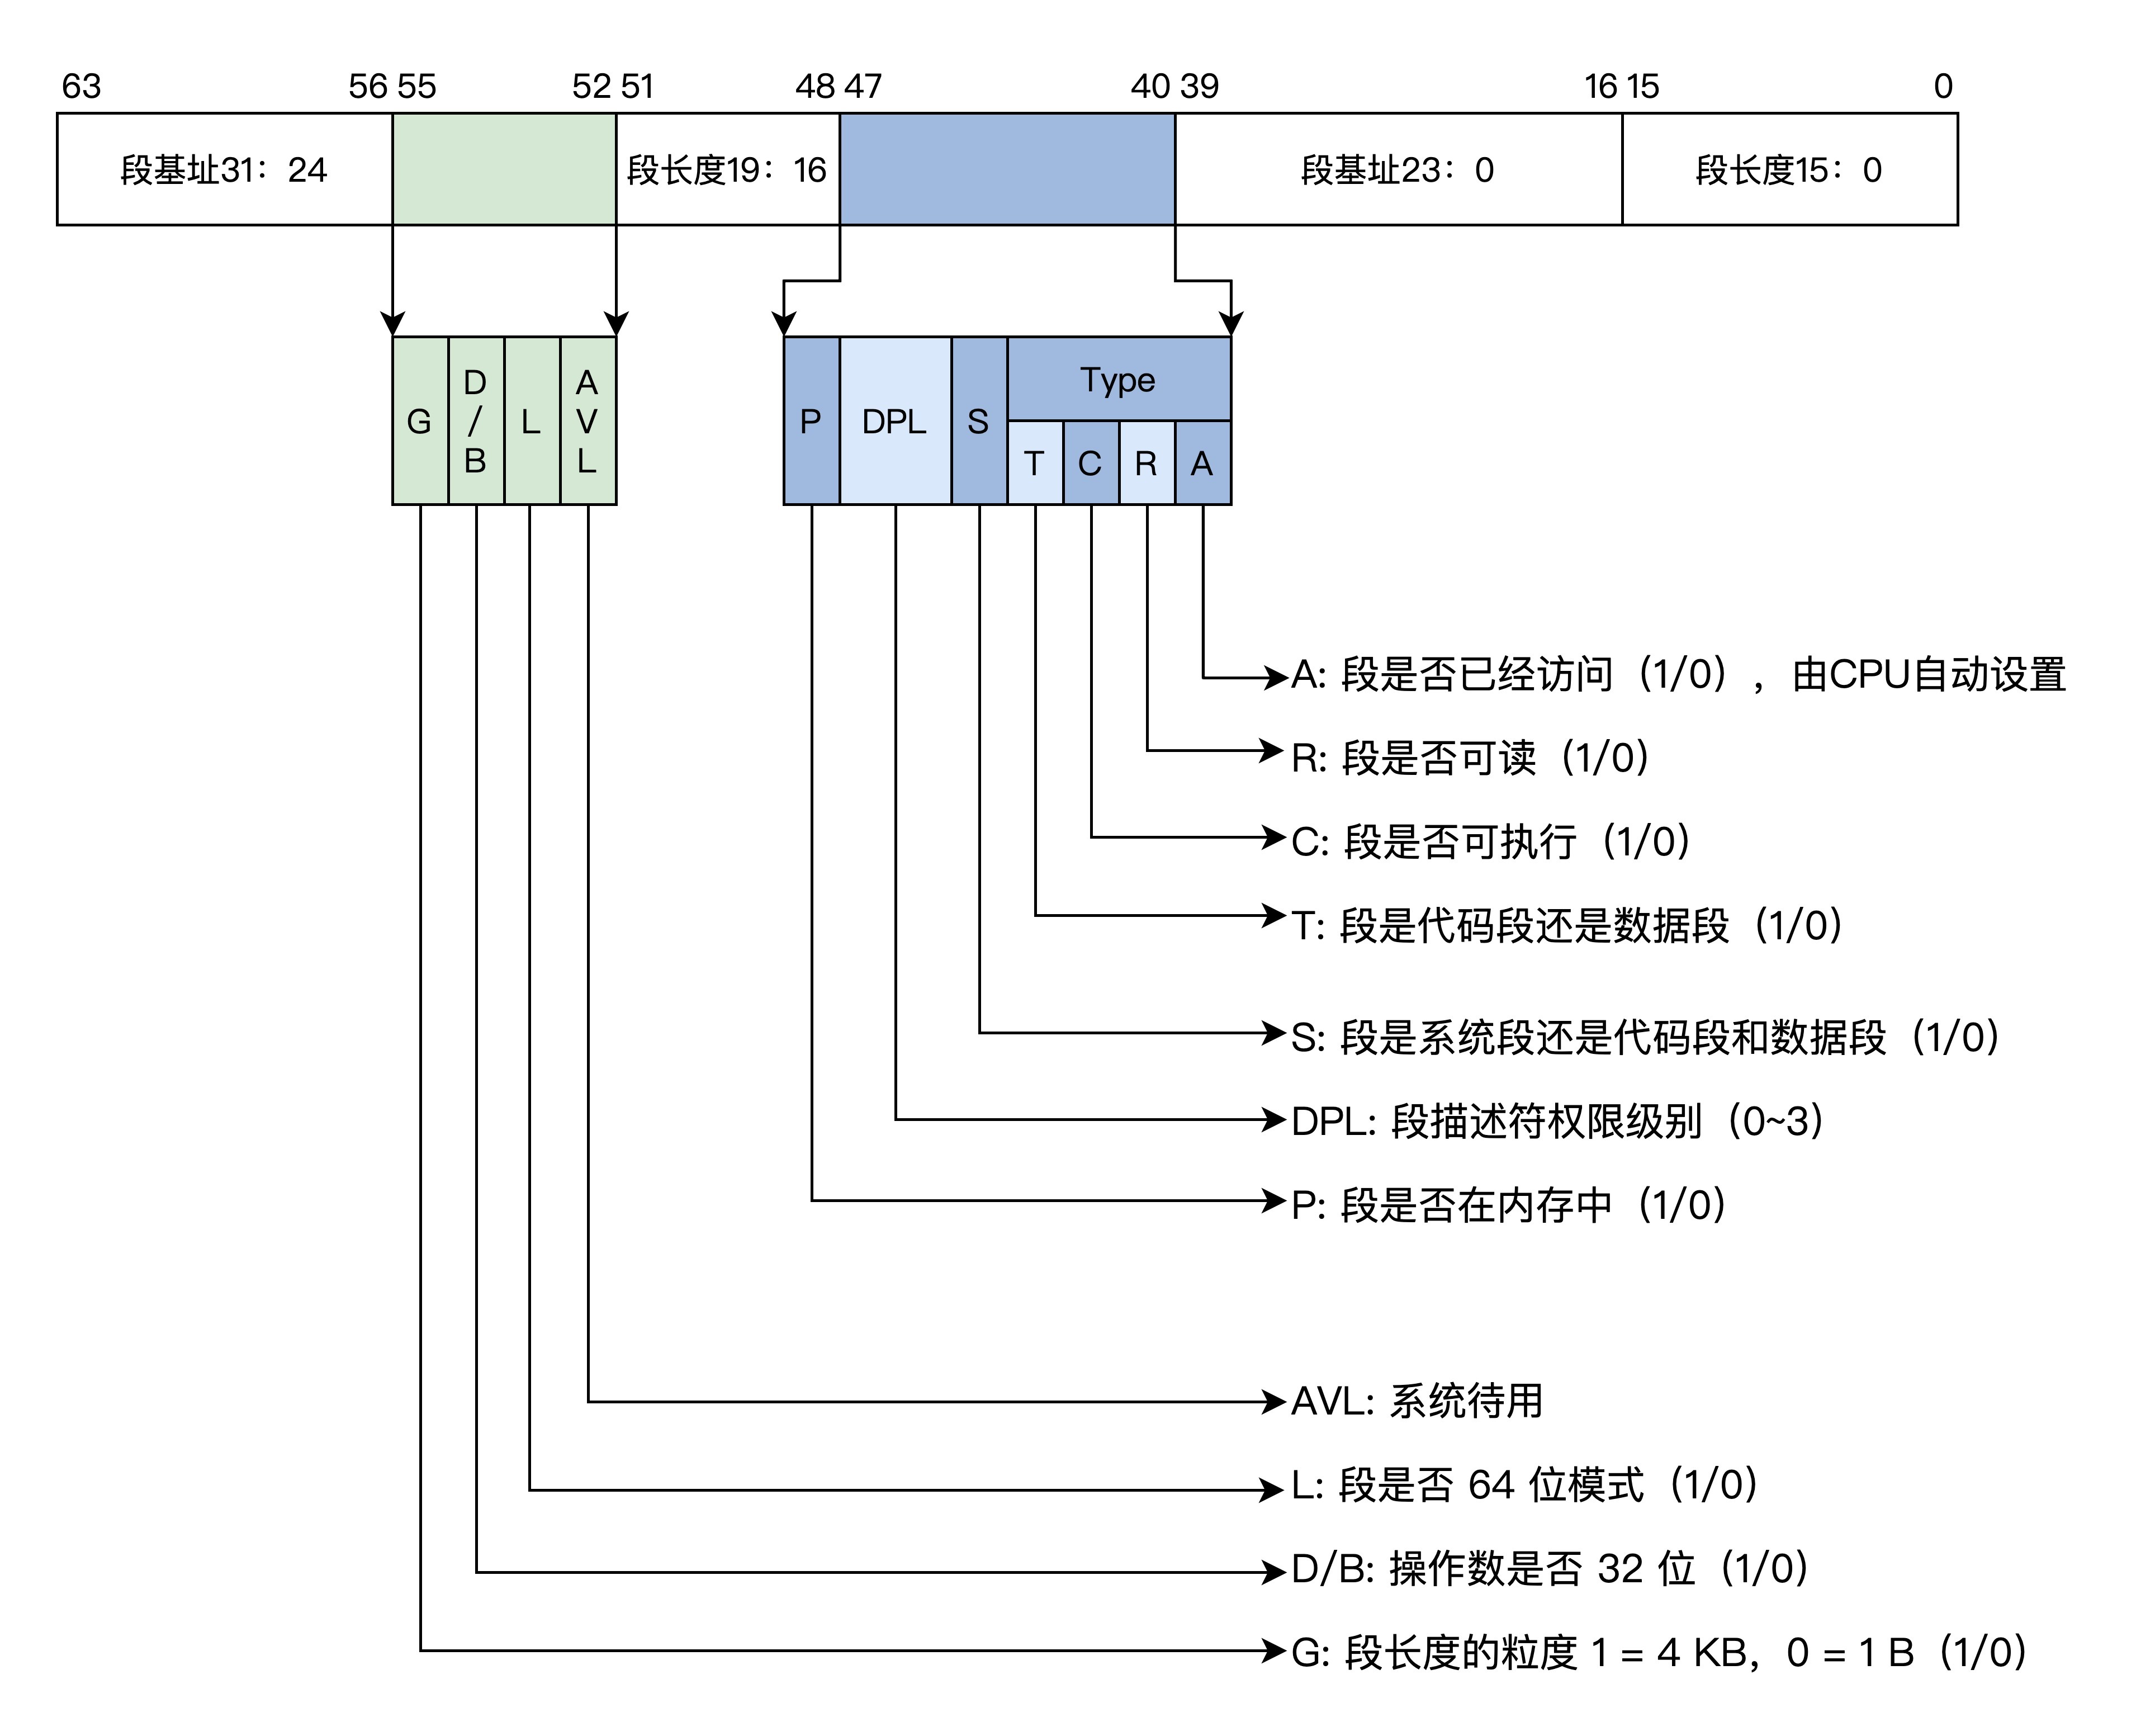 63 56 55 52 51 48 47 40 39 16 15 0
段基址31：24 段长度19：16 段基址23：0 段长度15：0
G D/B L AVL P DPL S Type
T C R A
A: 段是否已经访问（1/0），由CPU自动设置
R: 段是否可读（1/0）
C: 段是否可执行（1/0）
T: 段是代码段还是数据段（1/0）
S: 段是系统段还是代码段和数据段（1/0）
DPL: 段描述符权限级别（0~3）
P: 段是否在内存中（1/0）
AVL: 系统待用
L: 段是否 64 位模式（1/0）
D/B: 操作数是否 32 位（1/0）
G: 段长度的粒度 1 = 4 KB，0 = 1 B（1/0）